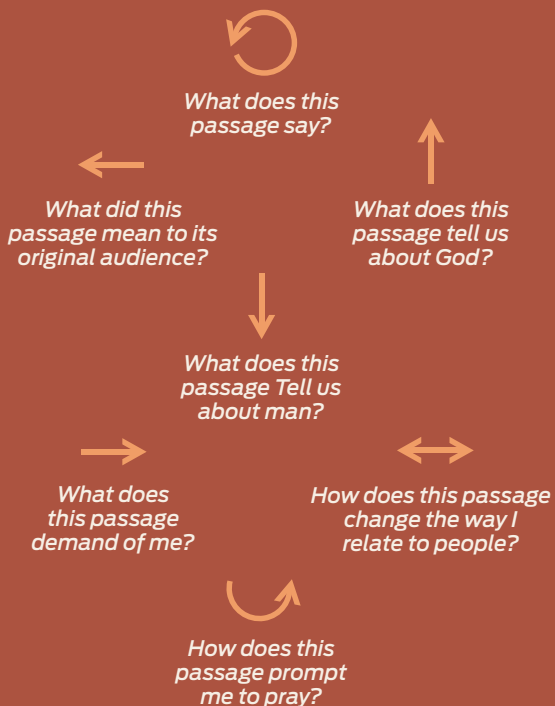 What does this
passage say?
What did this
passage mean to its
original audience?
What does this
passage tell us
about God?
What does this
passage Tell us
about man?
What does
this passage
demand of me?
How does this passage
change the way I
relate to people?
How does this
passage prompt
me to pray?